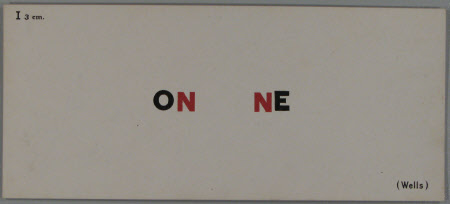 I 3 cm.
ON NE
(Wells)